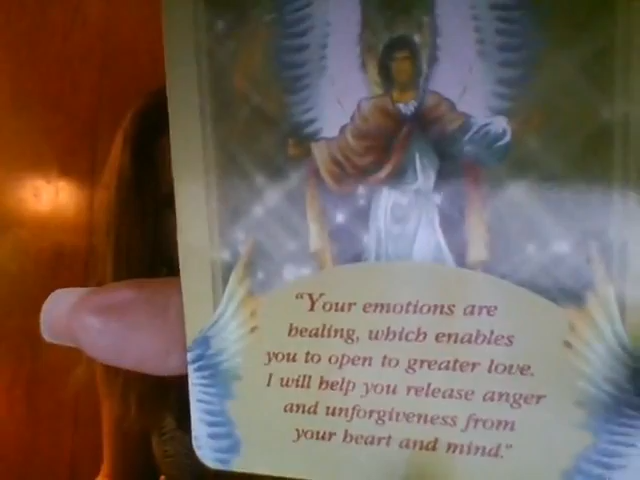 "Your emotions are
healing, which enables
you to open to greater love.
I will help you release anger
and unforgiveness from
your heart and mind."